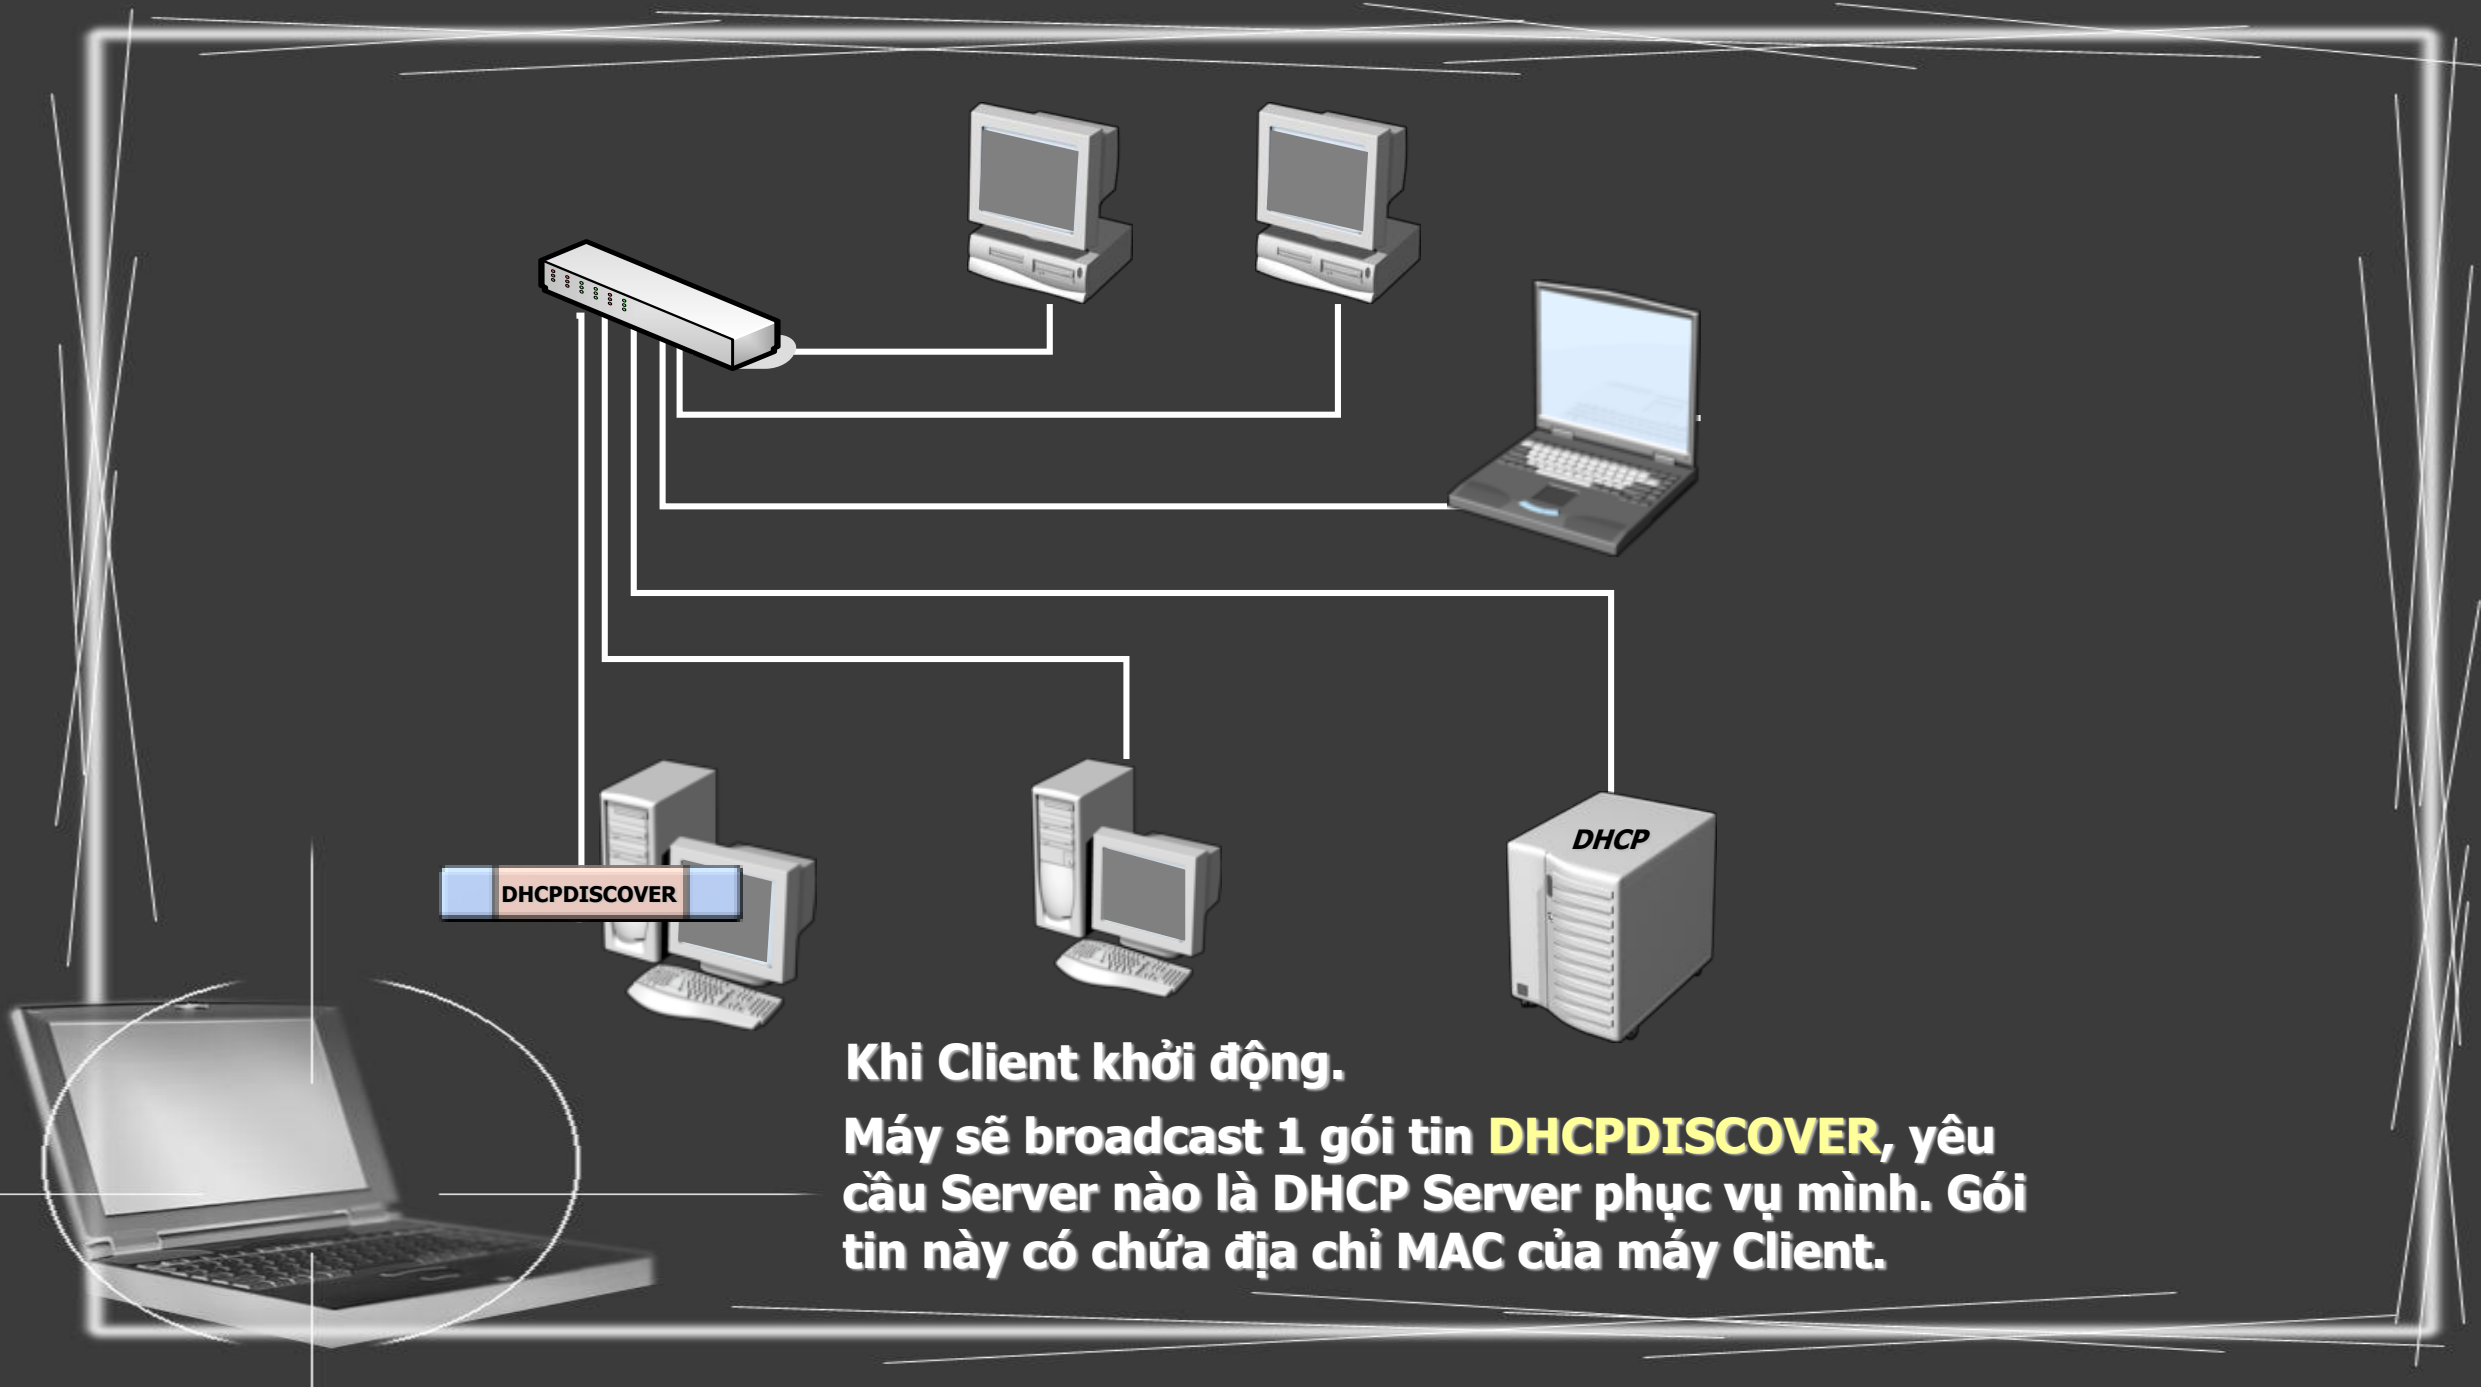 DHCP
DHCPDISCOVER
Khi Client khởi động.
Máy sẽ broadcast 1 gói tin DHCPDISCOVER, yêu
cầu Server nào là DHCP Server phục vụ mình. Gói
tin này có chứa địa chỉ MAC của máy Client.